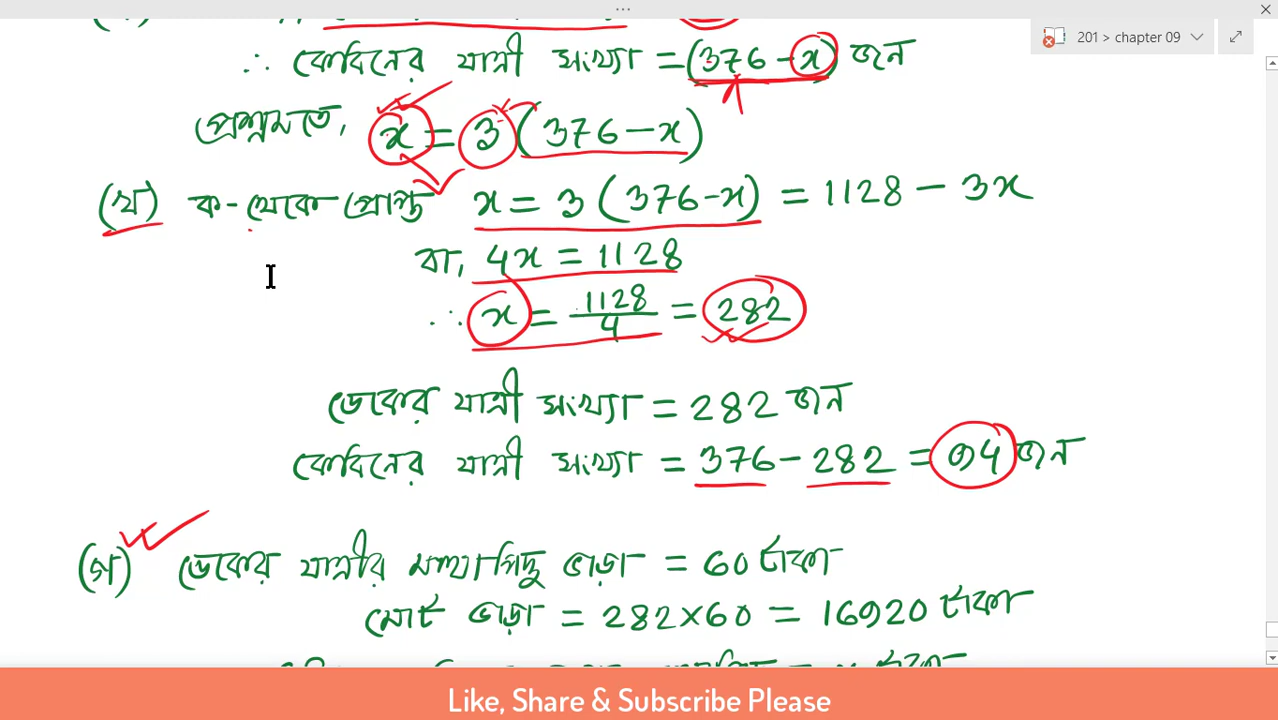 201 > chapter 09
∴ কেবিনের যাত্রী সংখ্যা = (376 - x) জন
প্রশ্নমতে, x = 3 (376 - x)
(খ) ক - থেকে প্রাপ্ত x = 3 (376 - x) = 1128 - 3x
বা, 4x = 1128
∴ x = 1128/4 = 282
ডেকের যাত্রী সংখ্যা = 282 জন
কেবিনের যাত্রী সংখ্যা = 376 - 282 = 94 জন
(গ) ডেকের যাত্রীর মাথাপিছু ভাড়া = 60 টাকা
মোট ভাড়া = 282 × 60 = 16920 টাকা
Like, Share & Subscribe Please